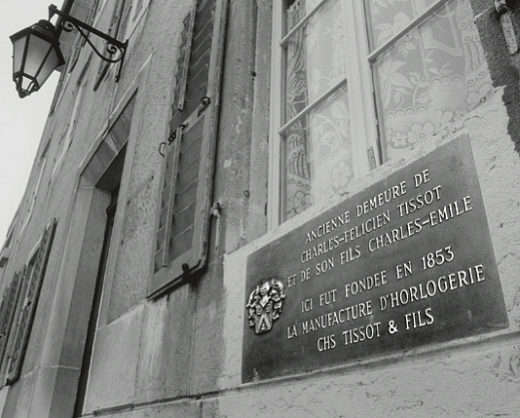 ANCIENNE DEMEURE DE
CHARLES-FELICIEN TISSOT
ET DE SON FILS CHARLES-EMILE
ICI FUT FONDEE EN 1853
LA MANUFACTURE D'HORLOGERIE
CHS TISSOT & FILS